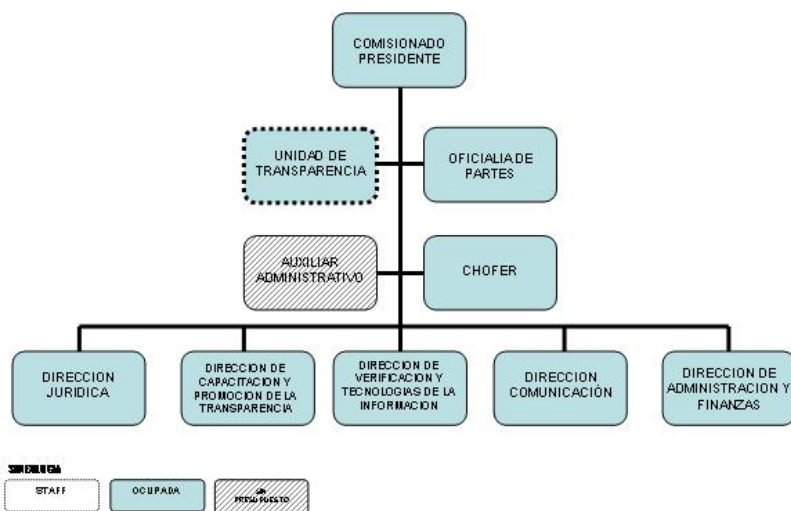 COMISIONADO
PRESIDENTE
UNIDAD DE
TRANSPARENCIA
OFICIALIA DE
PARTES
AUXILIAR
ADMINISTRATIVO
CHOFER
DIRECCION
JURIDICA
DIRECCION DE
CAPACITACION Y
PROMOCION DE LA
TRANSPARENCIA
DIRECCION DE
VERIFICACION Y
TECNOLOGIAS DE LA
INFORMACION
DIRECCION
COMUNICACIÓN
DIRECCION DE
ADMINISTRACION Y
FINANZAS
STAFF
OCUPADA
SIN
PRESUPUESTO